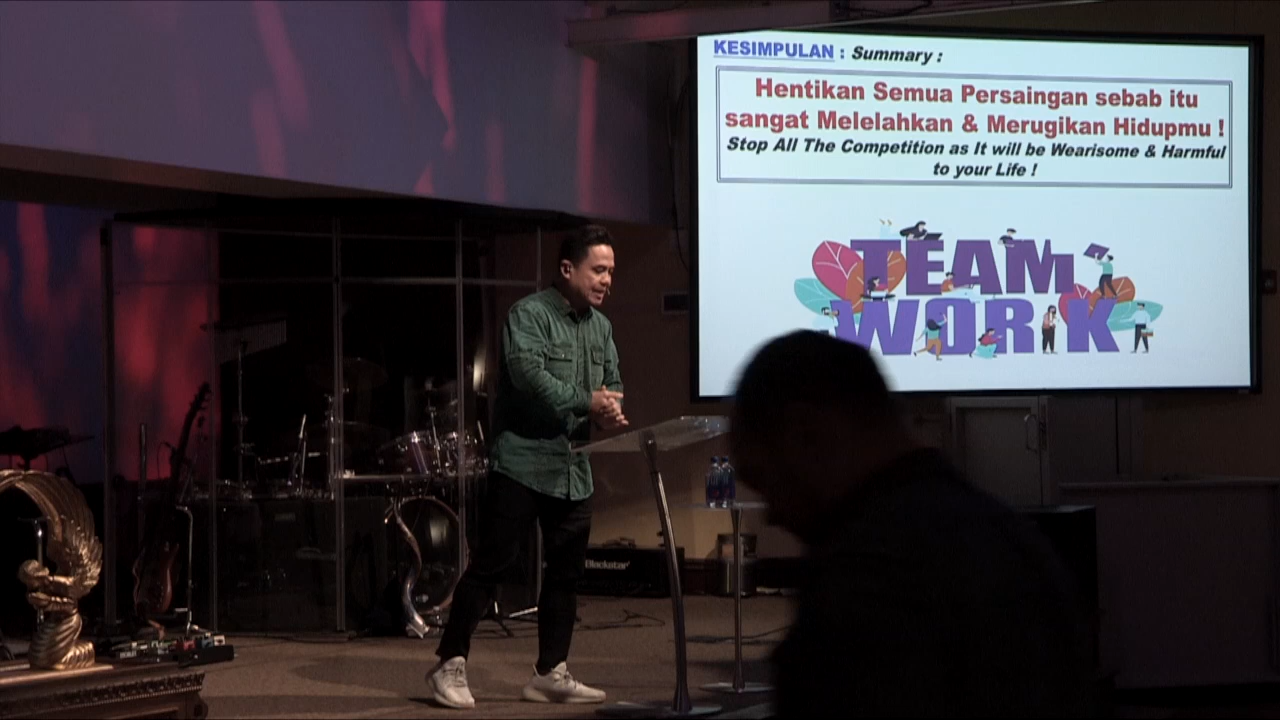 KESIMPULAN : Summary :
Hentikan Semua Persaingan sebab itu
sangat Melelahkan & Merugikan Hidupmu !
Stop All The Competition as It will be Wearisome & Harmful
to your Life !
TEAM
WORK
Blackstar